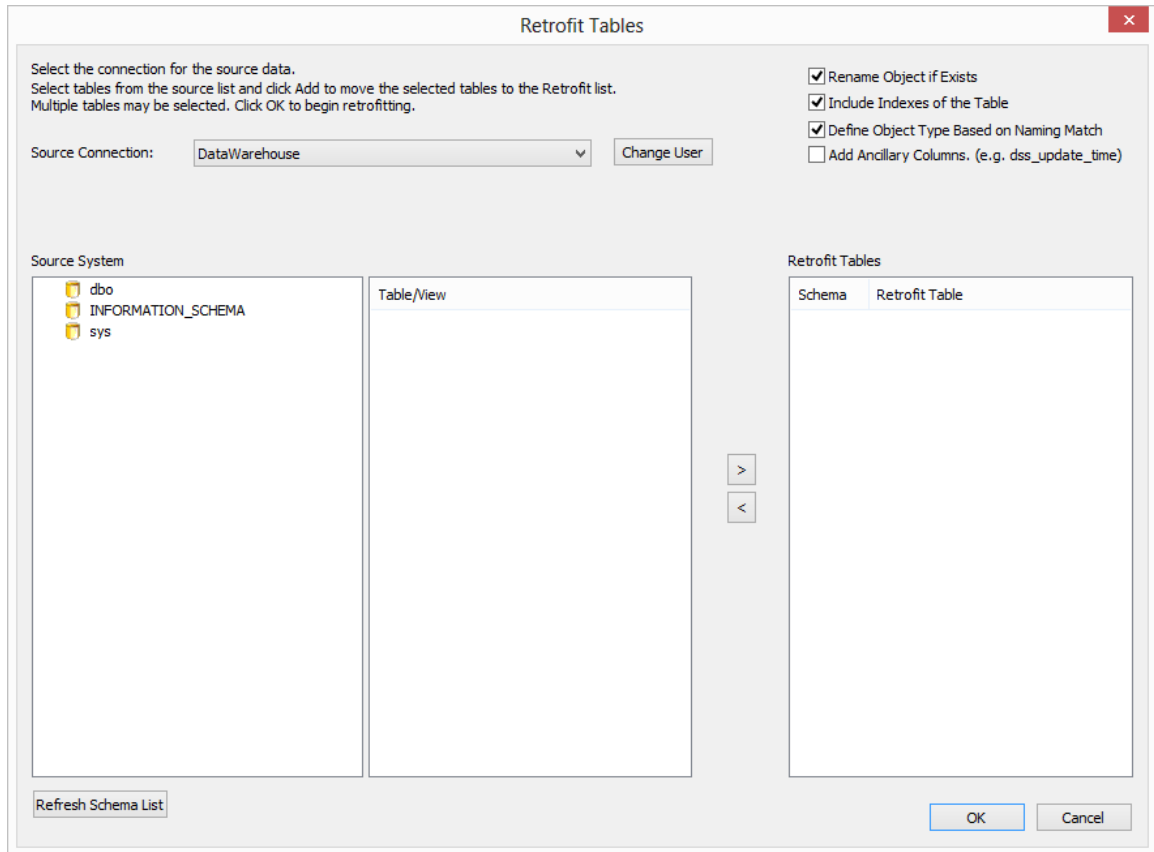 Retrofit Tables
Select the connection for the source data.
Select tables from the source list and click Add to move the selected tables to the Retrofit list.
Multiple tables may be selected. Click OK to begin retrofitting.
Rename Object if Exists
Include Indexes of the Table
Define Object Type Based on Naming Match
Add Ancillary Columns. (e.g. dss_update_time)
Source Connection: DataWarehouse Change User
Source System
dbo
INFORMATION_SCHEMA
sys
Table/View
>
<
Retrofit Tables
Schema Retrofit Table
Refresh Schema List
OK Cancel